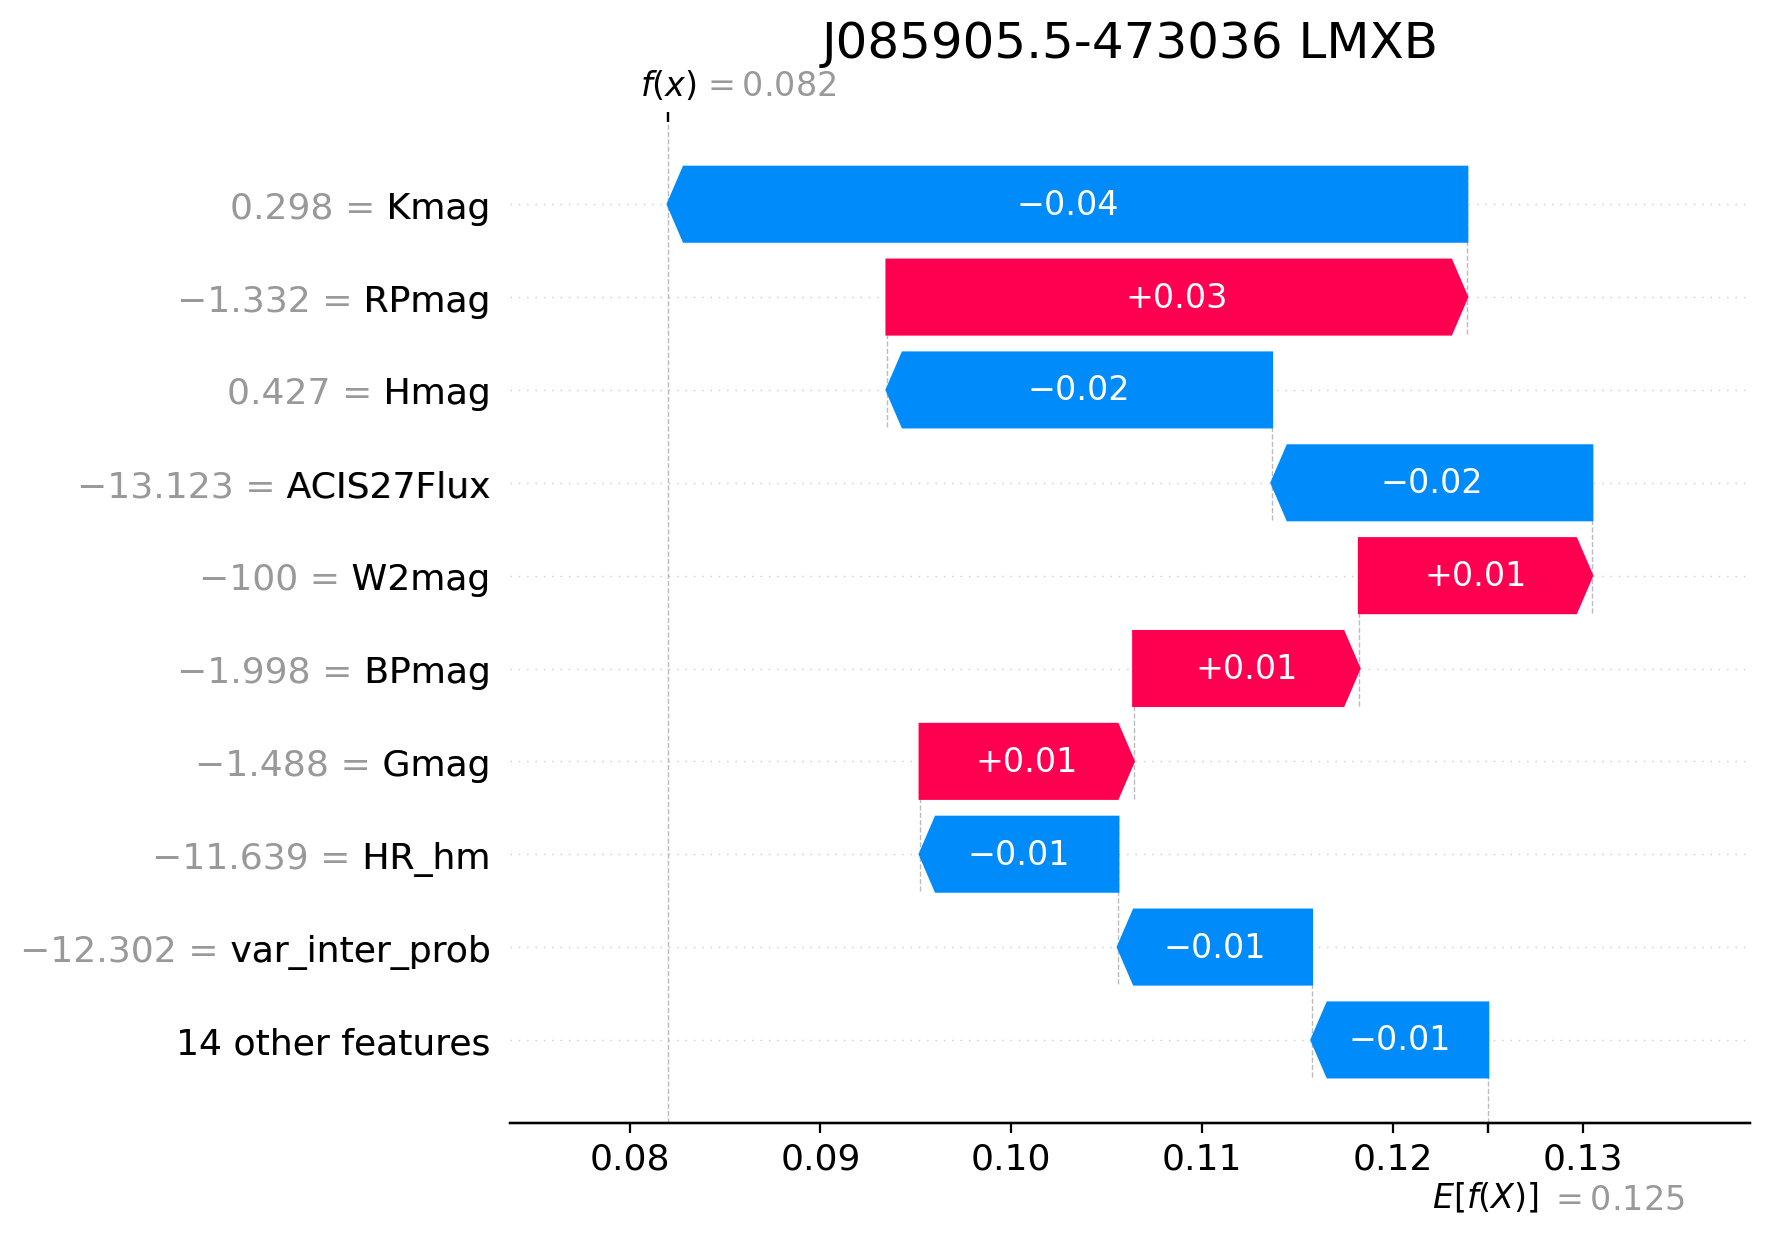 J085905.5-473036 LMXB
f(x) = 0.082
0.298 = Kmag −0.04
−1.332 = RPmag +0.03
0.427 = Hmag −0.02
−13.123 = ACIS27Flux −0.02
−100 = W2mag +0.01
−1.998 = BPmag +0.01
−1.488 = Gmag +0.01
−11.639 = HR_hm −0.01
−12.302 = var_inter_prob −0.01
14 other features −0.01
0.08 0.09 0.10 0.11 0.12 0.13
E[f(X)] = 0.125